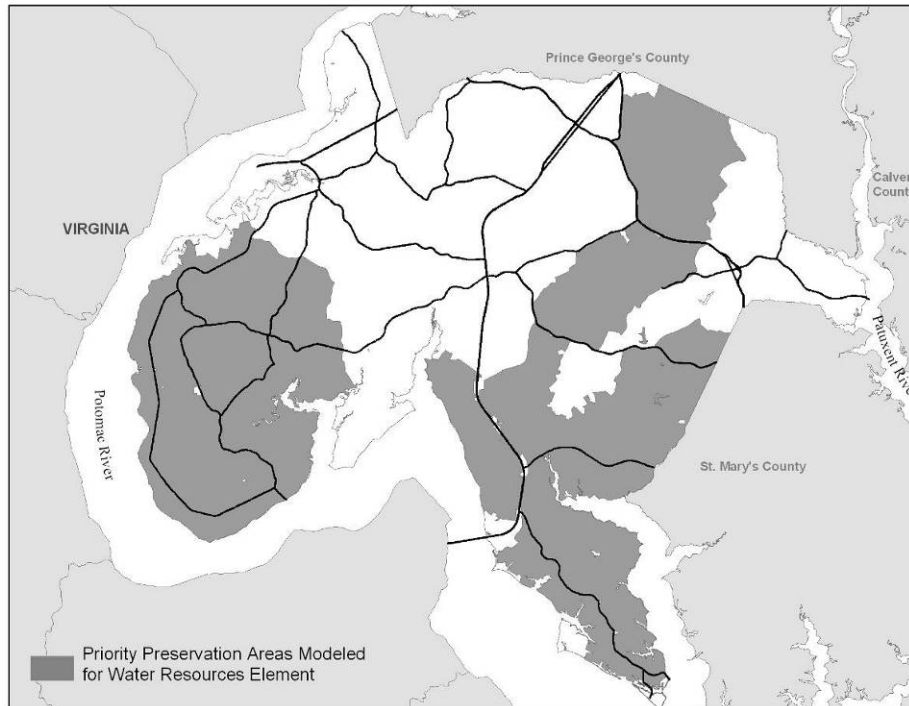 Prince George's County
Calver
Count
VIRGINIA
Potomac River
Patuxent Rive
St. Mary's County
Priority Preservation Areas Modeled
for Water Resources Element